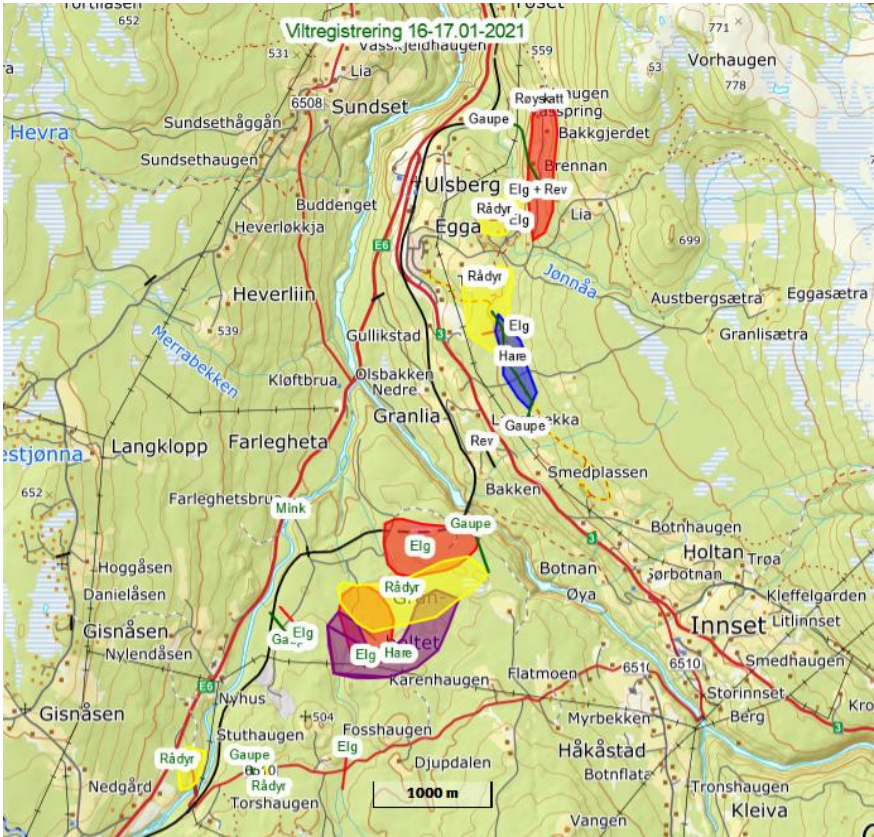 652
771
Viltregistrering 16-17.01-2021
559
531
Vorhaugen
53
778
Lia
6508
Sundset
Røyskatt
Gaupe
Hevra
Sundsethåggån
Bakkgjerdet
Sundsethaugen
Brennan
Ulsberg
Elg + Rev
Buddenget
Rådyr
Elg
Lia
Heverløkkja
Egga
699
E6
Rådyr
Jønnåa
Heverliin
Austbergsætra
Eggasætra
539
Gullikstad
3
Elg
Granlisætra
Merrabekken
Hare
Kløftbrua
Olsbakken
Nedre
Granlia
Gaupe
Langklopp
Farlegheta
Rev
estjønna
Smedplassen
652
Bakken
Farleghetsbrua
Mink
Gaupe
Botnhaugen
3
Holtan
Trøa
Elg
Hoggåsen
Botnan
Sørbotnan
Danielåsen
Rådyr
Øya
Kleffelgarden
Litlinnset
Gisnåsen
Elg
Innset
Nylendåsen
Elg
Hare
Smedhaugen
6510
6510
Karenhaugen
Flatmoen
E6
Nyhus
Storinnset
Gisnåsen
504
Myrbekken
Berg
Kro
3
Stuthaugen
Fosshaugen
Elg
Håkåstad
Rådyr
Gaupe
Djupdalen
Botnflata
Nedgård
Rådyr
Tronshaugen
1000 m
Torshaugen
Kleiva
Vangen